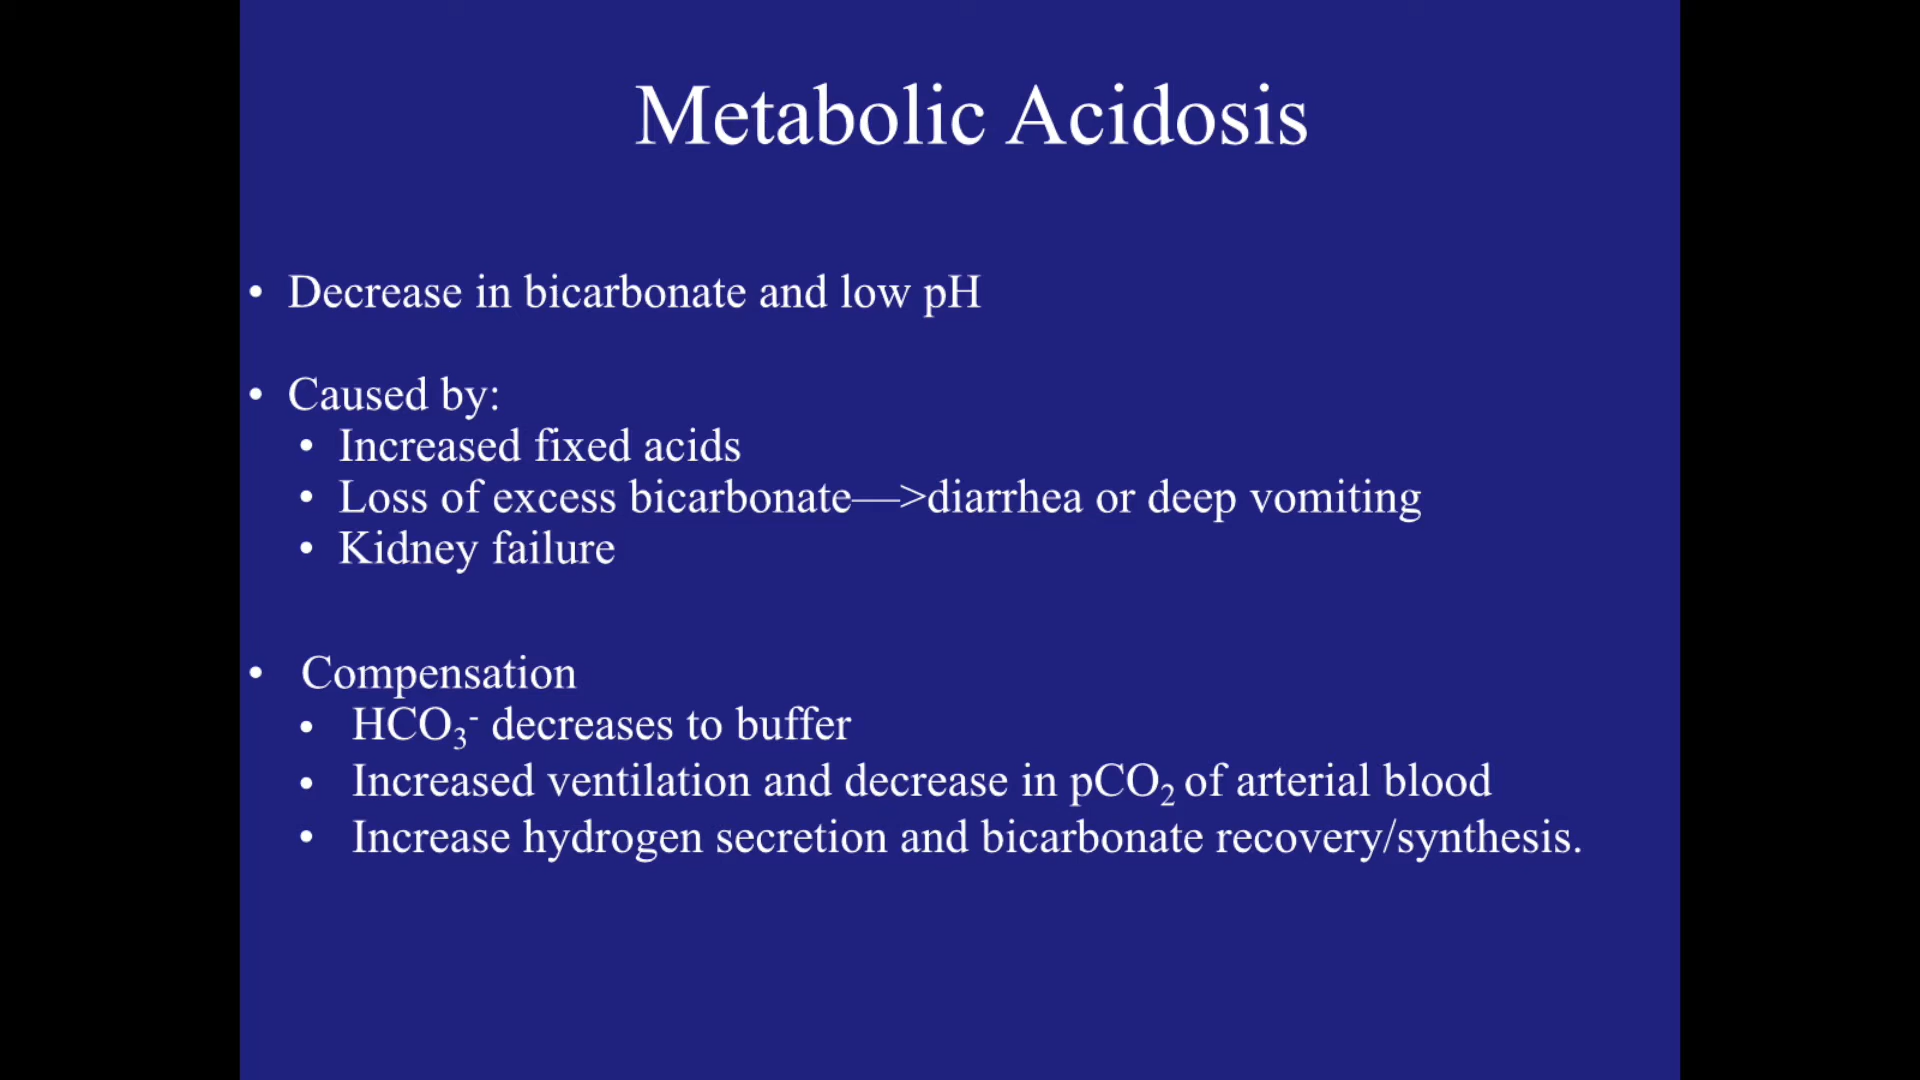 Metabolic Acidosis
• Decrease in bicarbonate and low pH
• Caused by:
• Increased fixed acids
• Loss of excess bicarbonate—>diarrhea or deep vomiting
• Kidney failure
• Compensation
• HCO₃⁻ decreases to buffer
• Increased ventilation and decrease in pCO₂ of arterial blood
• Increase hydrogen secretion and bicarbonate recovery/synthesis.